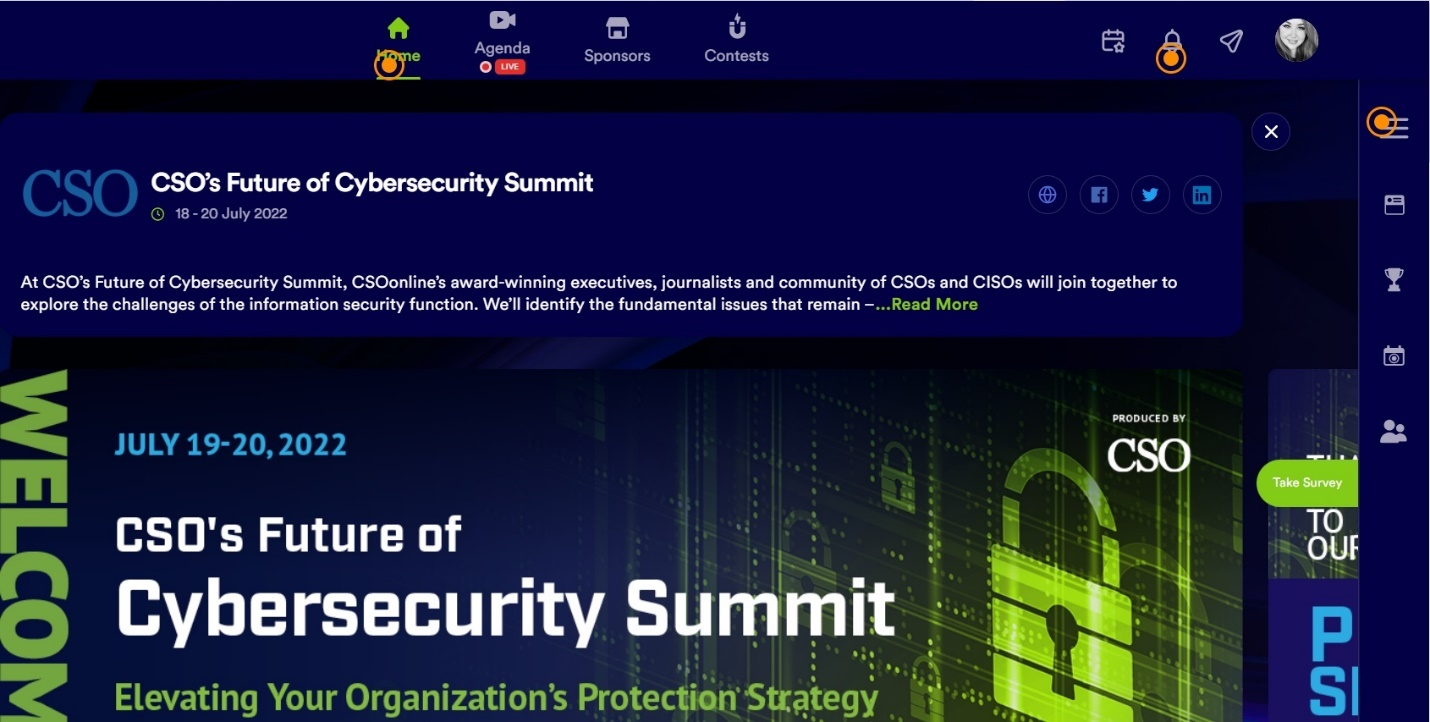 Home
Agenda
LIVE
Sponsors
Contests
CSO
CSO’s Future of Cybersecurity Summit
18 - 20 July 2022
At CSO’s Future of Cybersecurity Summit, CSOonline’s award-winning executives, journalists and community of CSOs and CISOs will join together to
explore the challenges of the information security function. We’ll identify the fundamental issues that remain –...Read More
WELCOM
JULY 19-20, 2022
CSO's Future of
Cybersecurity Summit
Elevating Your Organization’s Protection Strategy
PRODUCED BY
CSO
Take Survey
TO
OUR